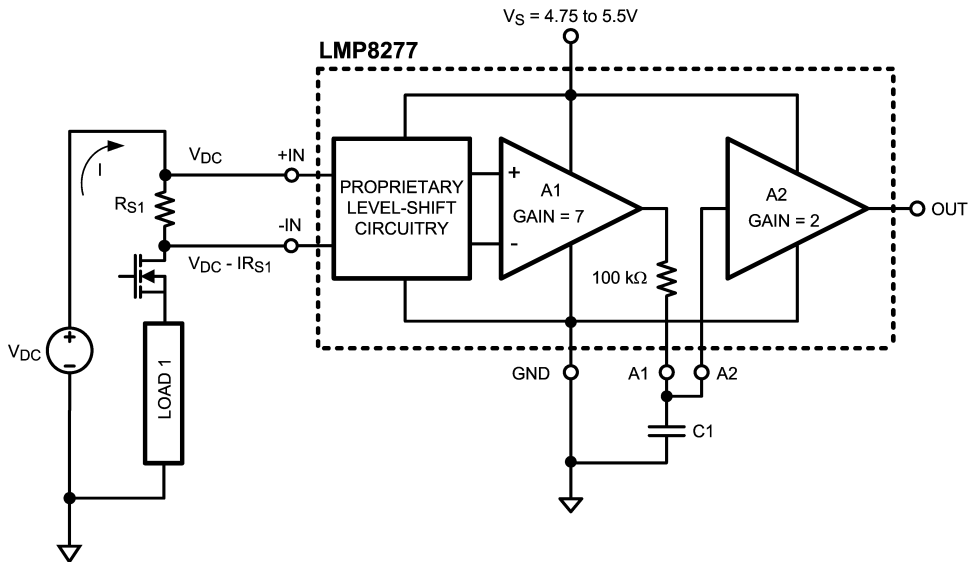 V_S = 4.75 to 5.5V
LMP8277
I
V_DC
+IN
R_S1
PROPRIETARY
LEVEL-SHIFT
CIRCUITRY
+
-
A1
GAIN = 7
A2
GAIN = 2
OUT
-IN
V_DC - IR_S1
100 kΩ
V_DC
+
-
LOAD 1
GND
A1
A2
C1